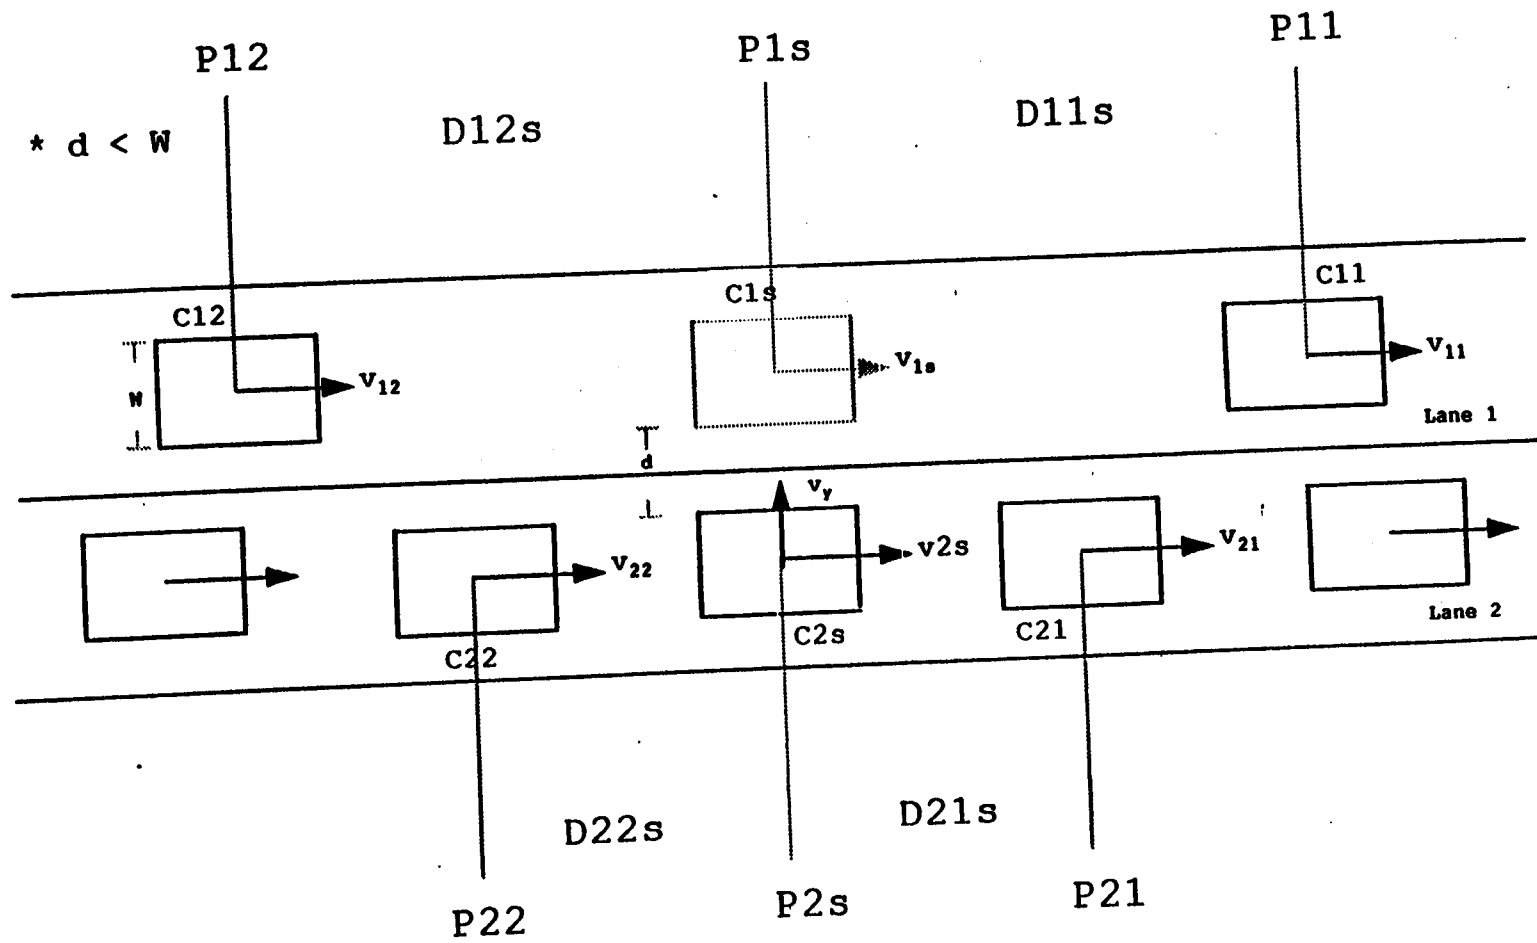 P12
P1s
P11
* d < W
D12s
D11s
C12
C1s
C11
W
v12
v1s
v11
Lane 1
d
vy
v22
v2s
v21
C22
C2s
C21
Lane 2
D22s
D21s
P22
P2s
P21